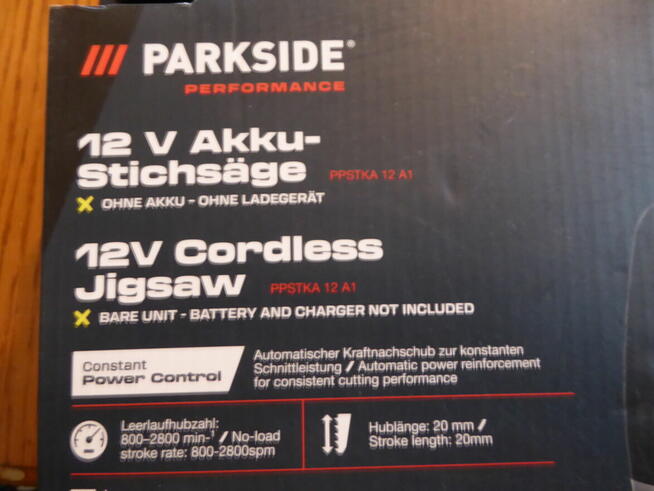 /// PARKSIDE®
PERFORMANCE
12 V Akku-
Stichsäge PPSTKA 12 A1
OHNE AKKU - OHNE LADEGERÄT
12V Cordless
Jigsaw PPSTKA 12 A1
BARE UNIT - BATTERY AND CHARGER NOT INCLUDED
Constant
Power Control
Automatischer Kraftnachschub zur konstanten
Schnittleistung / Automatic power reinforcement
for consistent cutting performance
Leerlaufhubzahl:
800–2800 min-¹ / No-load
stroke rate: 800-2800spm
Hublänge: 20 mm /
Stroke length: 20mm